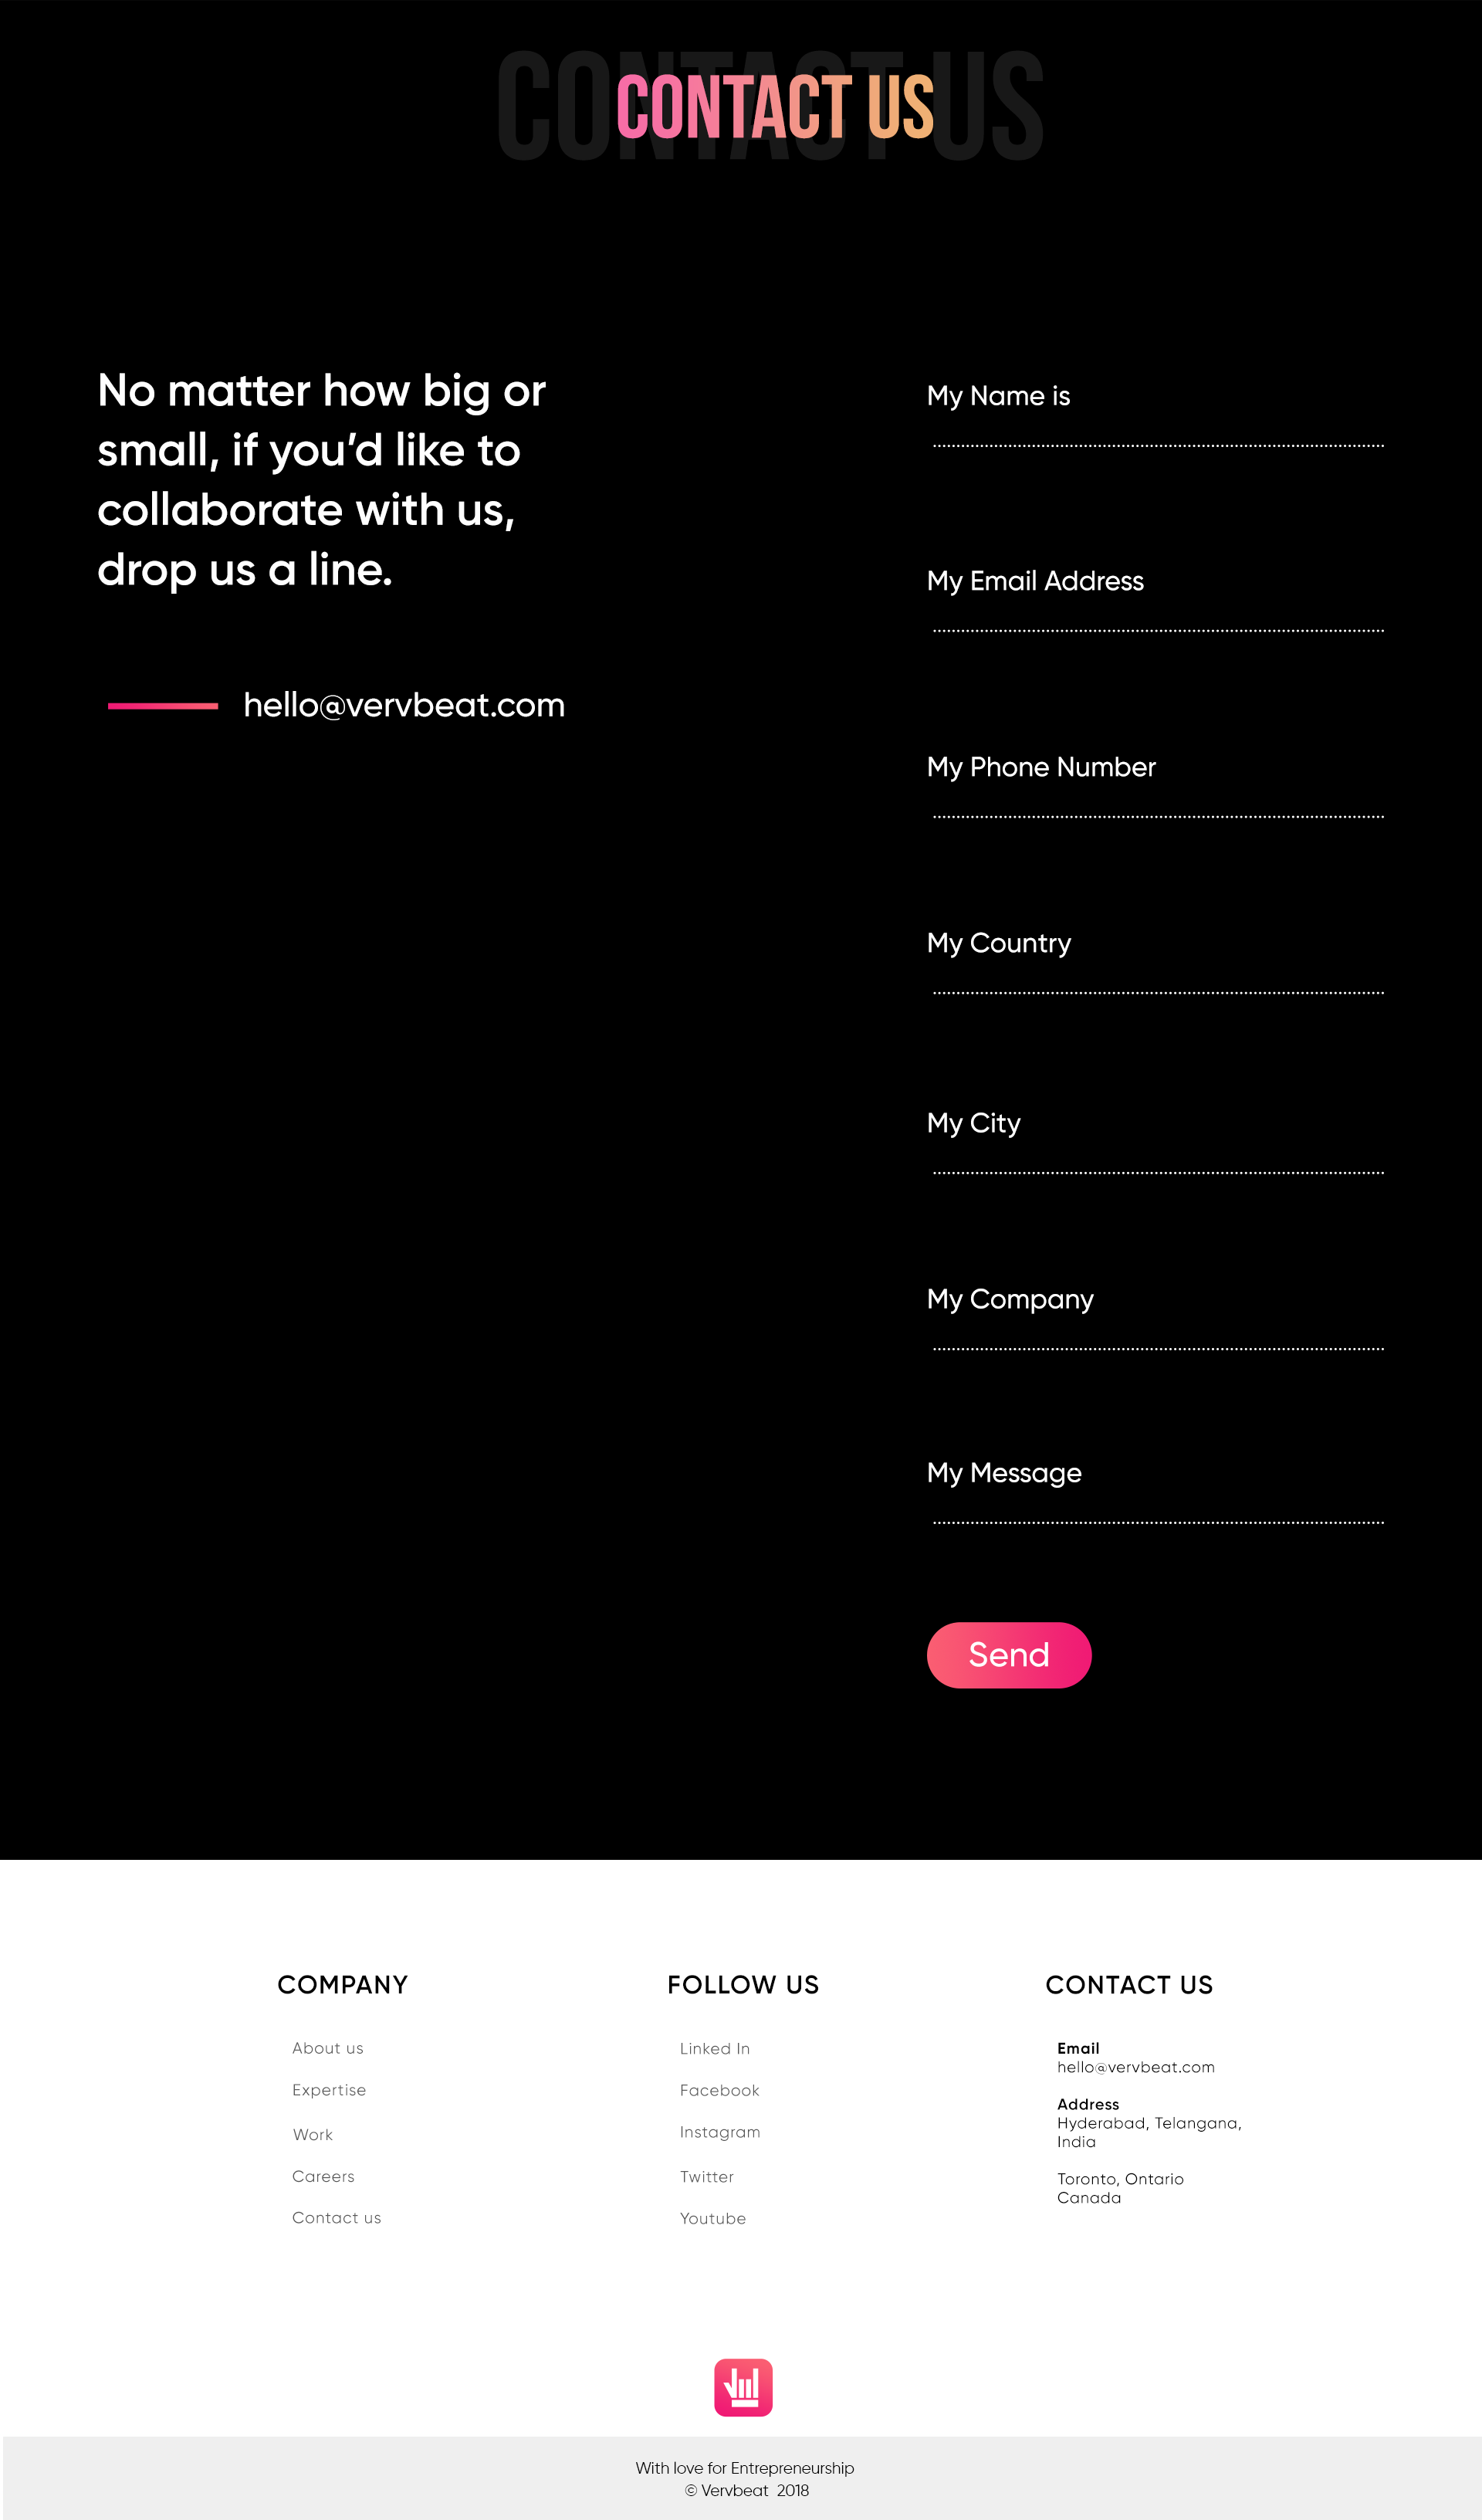 CONTACT US
CONTACT US
No matter how big or
small, if you’d like to
collaborate with us,
drop us a line.
hello@vervbeat.com
My Name is
My Email Address
My Phone Number
My Country
My City
My Company
My Message
Send
COMPANY
About us
Expertise
Work
Careers
Contact us
FOLLOW US
Linked In
Facebook
Instagram
Twitter
Youtube
CONTACT US
Email
hello@vervbeat.com
Address
Hyderabad, Telangana,
India
Toronto, Ontario
Canada
With love for Entrepreneurship
© Vervbeat 2018